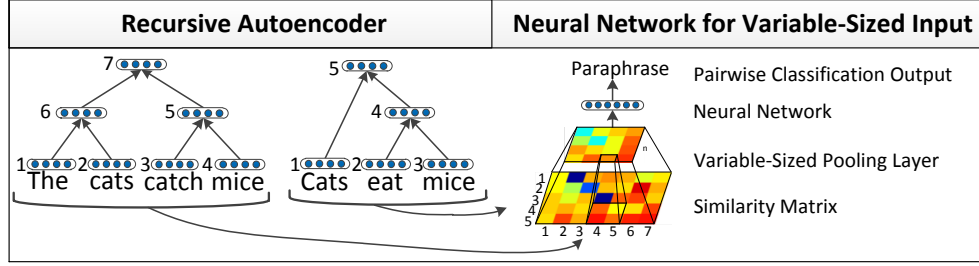 Recursive Autoencoder
Neural Network for Variable-Sized Input
7
6 5
1 2 3 4
The cats catch mice
5
4
1 2 3
Cats eat mice
Paraphrase
n
1
2
3
4
5
1 2 3 4 5 6 7
Pairwise Classification Output
Neural Network
Variable-Sized Pooling Layer
Similarity Matrix